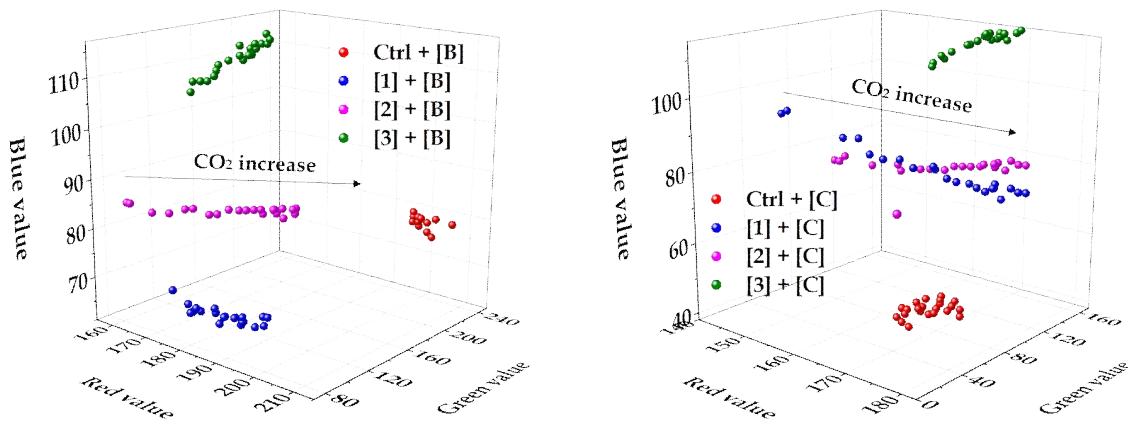 110
100
90
80
70
Blue value
160
170
180
190
200
210
Red value
80
120
160
200
240
Green value
CO2 increase
Ctrl + [B]
[1] + [B]
[2] + [B]
[3] + [B]
100
80
60
40
Blue value
140
150
160
170
180
Red value
0
40
80
120
160
Green value
CO2 increase
Ctrl + [C]
[1] + [C]
[2] + [C]
[3] + [C]